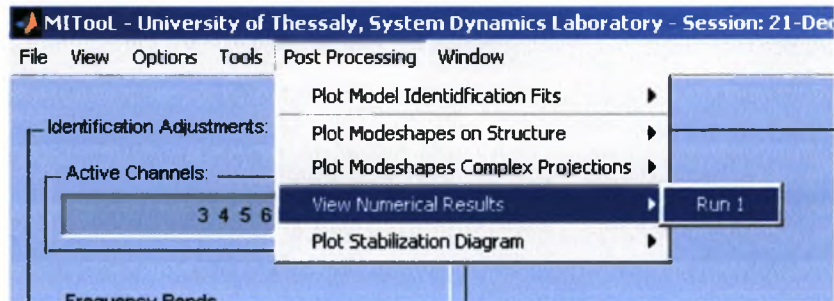 MITooL - University of Thessaly, System Dynamics Laboratory - Session: 21-Dec
File View Options Tools Post Processing Window
Plot Model Identidfication Fits
Identification Adjustments:
Plot Modeshapes on Structure
Active Channels:
Plot Modeshapes Complex Projections
3 4 5 6
View Numerical Results
Run 1
Plot Stabilization Diagram
Frequency Bands